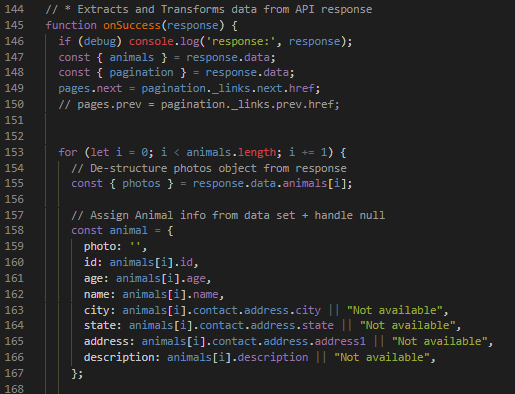 144 // * Extracts and Transforms data from API response
145 function onSuccess(response) {
146 if (debug) console.log('response:', response);
147 const { animals } = response.data;
148 const { pagination } = response.data;
149 pages.next = pagination._links.next.href;
150 // pages.prev = pagination._links.prev.href;
151
152
153 for (let i = 0; i < animals.length; i += 1) {
154 // De-structure photos object from response
155 const { photos } = response.data.animals[i];
156
157 // Assign Animal info from data set + handle null
158 const animal = {
159 photo: '',
160 id: animals[i].id,
161 age: animals[i].age,
162 name: animals[i].name,
163 city: animals[i].contact.address.city || "Not available",
164 state: animals[i].contact.address.state || "Not available",
165 address: animals[i].contact.address.address1 || "Not available",
166 description: animals[i].description || "Not available",
167 };
168